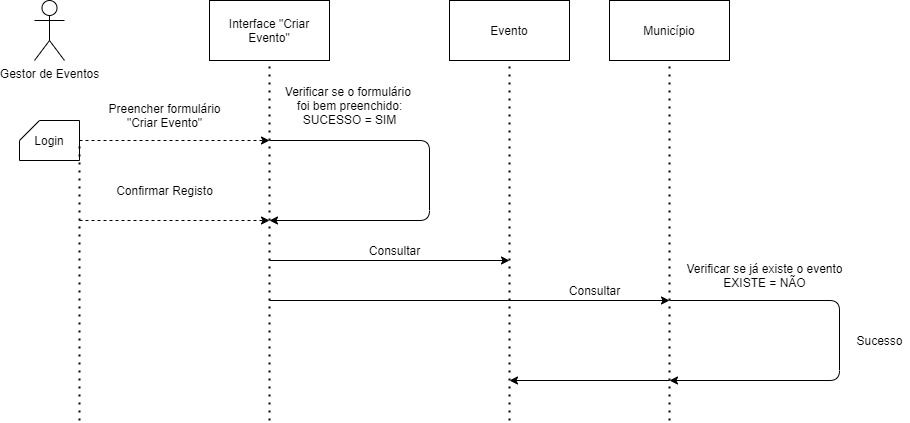 Interface "Criar
Evento"
Evento
Município
Gestor de Eventos
Verificar se o formulário
foi bem preenchido:
SUCESSO = SIM
Preencher formulário
"Criar Evento"
Login
Confirmar Registo
Consultar
Verificar se já existe o evento
EXISTE = NÃO
Consultar
Sucesso